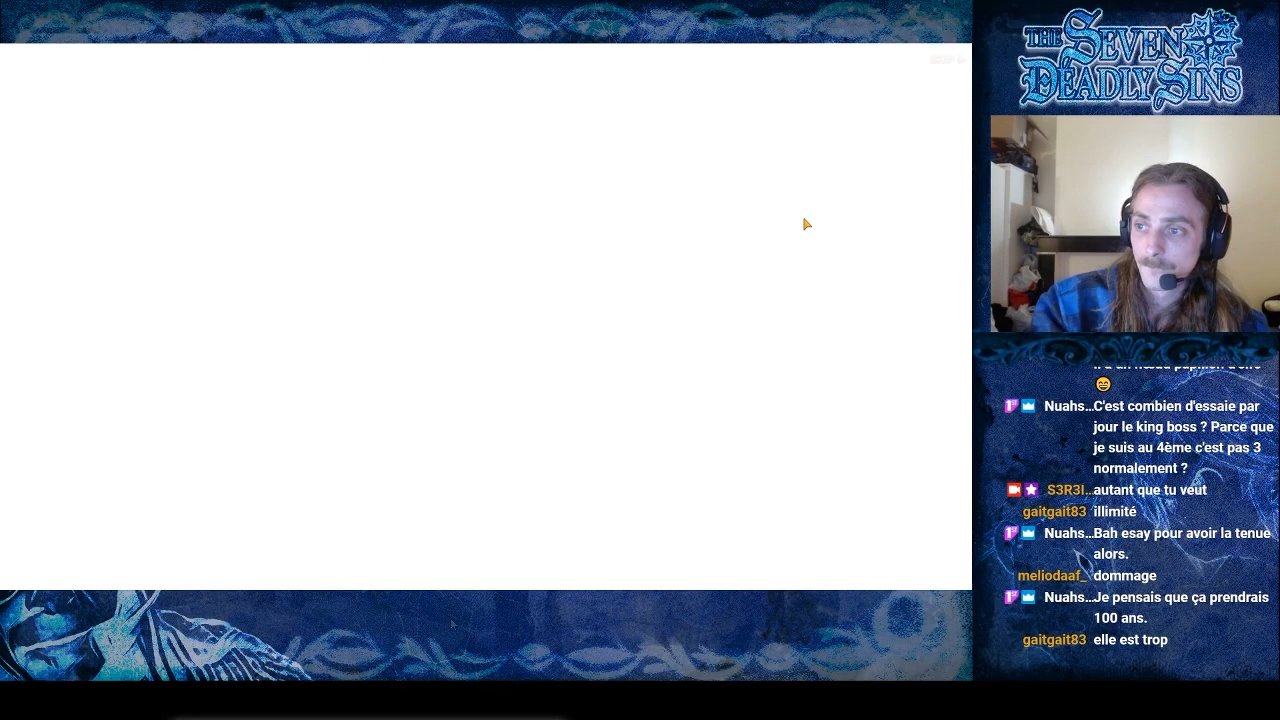 THE SEVEN
DEADLY SINS
Nuahs...C'est combien d'essaie par
jour le king boss ? Parce que
je suis au 4ème c'est pas 3
normalement ?
S3R3I...autant que tu veut
gaitgait83 illimité
Nuahs...Bah esay pour avoir la tenue
alors.
meliodaaf_ dommage
Nuahs...Je pensais que ça prendrais
100 ans.
gaitgait83 elle est trop